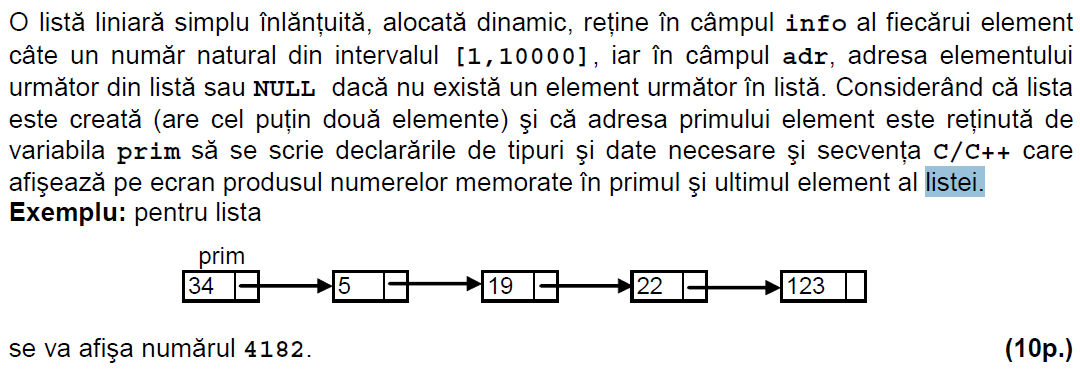 O listă liniară simplu înlănţuită, alocată dinamic, reţine în câmpul info al fiecărui element
câte un număr natural din intervalul [1,10000], iar în câmpul adr, adresa elementului
următor din listă sau NULL dacă nu există un element următor în listă. Considerând că lista
este creată (are cel puţin două elemente) şi că adresa primului element este reţinută de
variabila prim să se scrie declarările de tipuri şi date necesare şi secvenţa C/C++ care
afişează pe ecran produsul numerelor memorate în primul şi ultimul element al listei.
Exemplu: pentru lista
prim
34 5 19 22 123
se va afişa numărul 4182. (10p.)